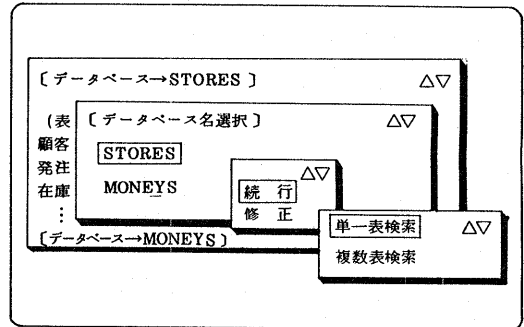 〔データベース→STORES〕 △▽
(表
顧客
発注
在庫
⋮
〔データベース→MONEYS〕
〔データベース名選択〕 △▽
STORES
MONEYS
△▽
続 行
修 正
単一表検索 △▽
複数表検索